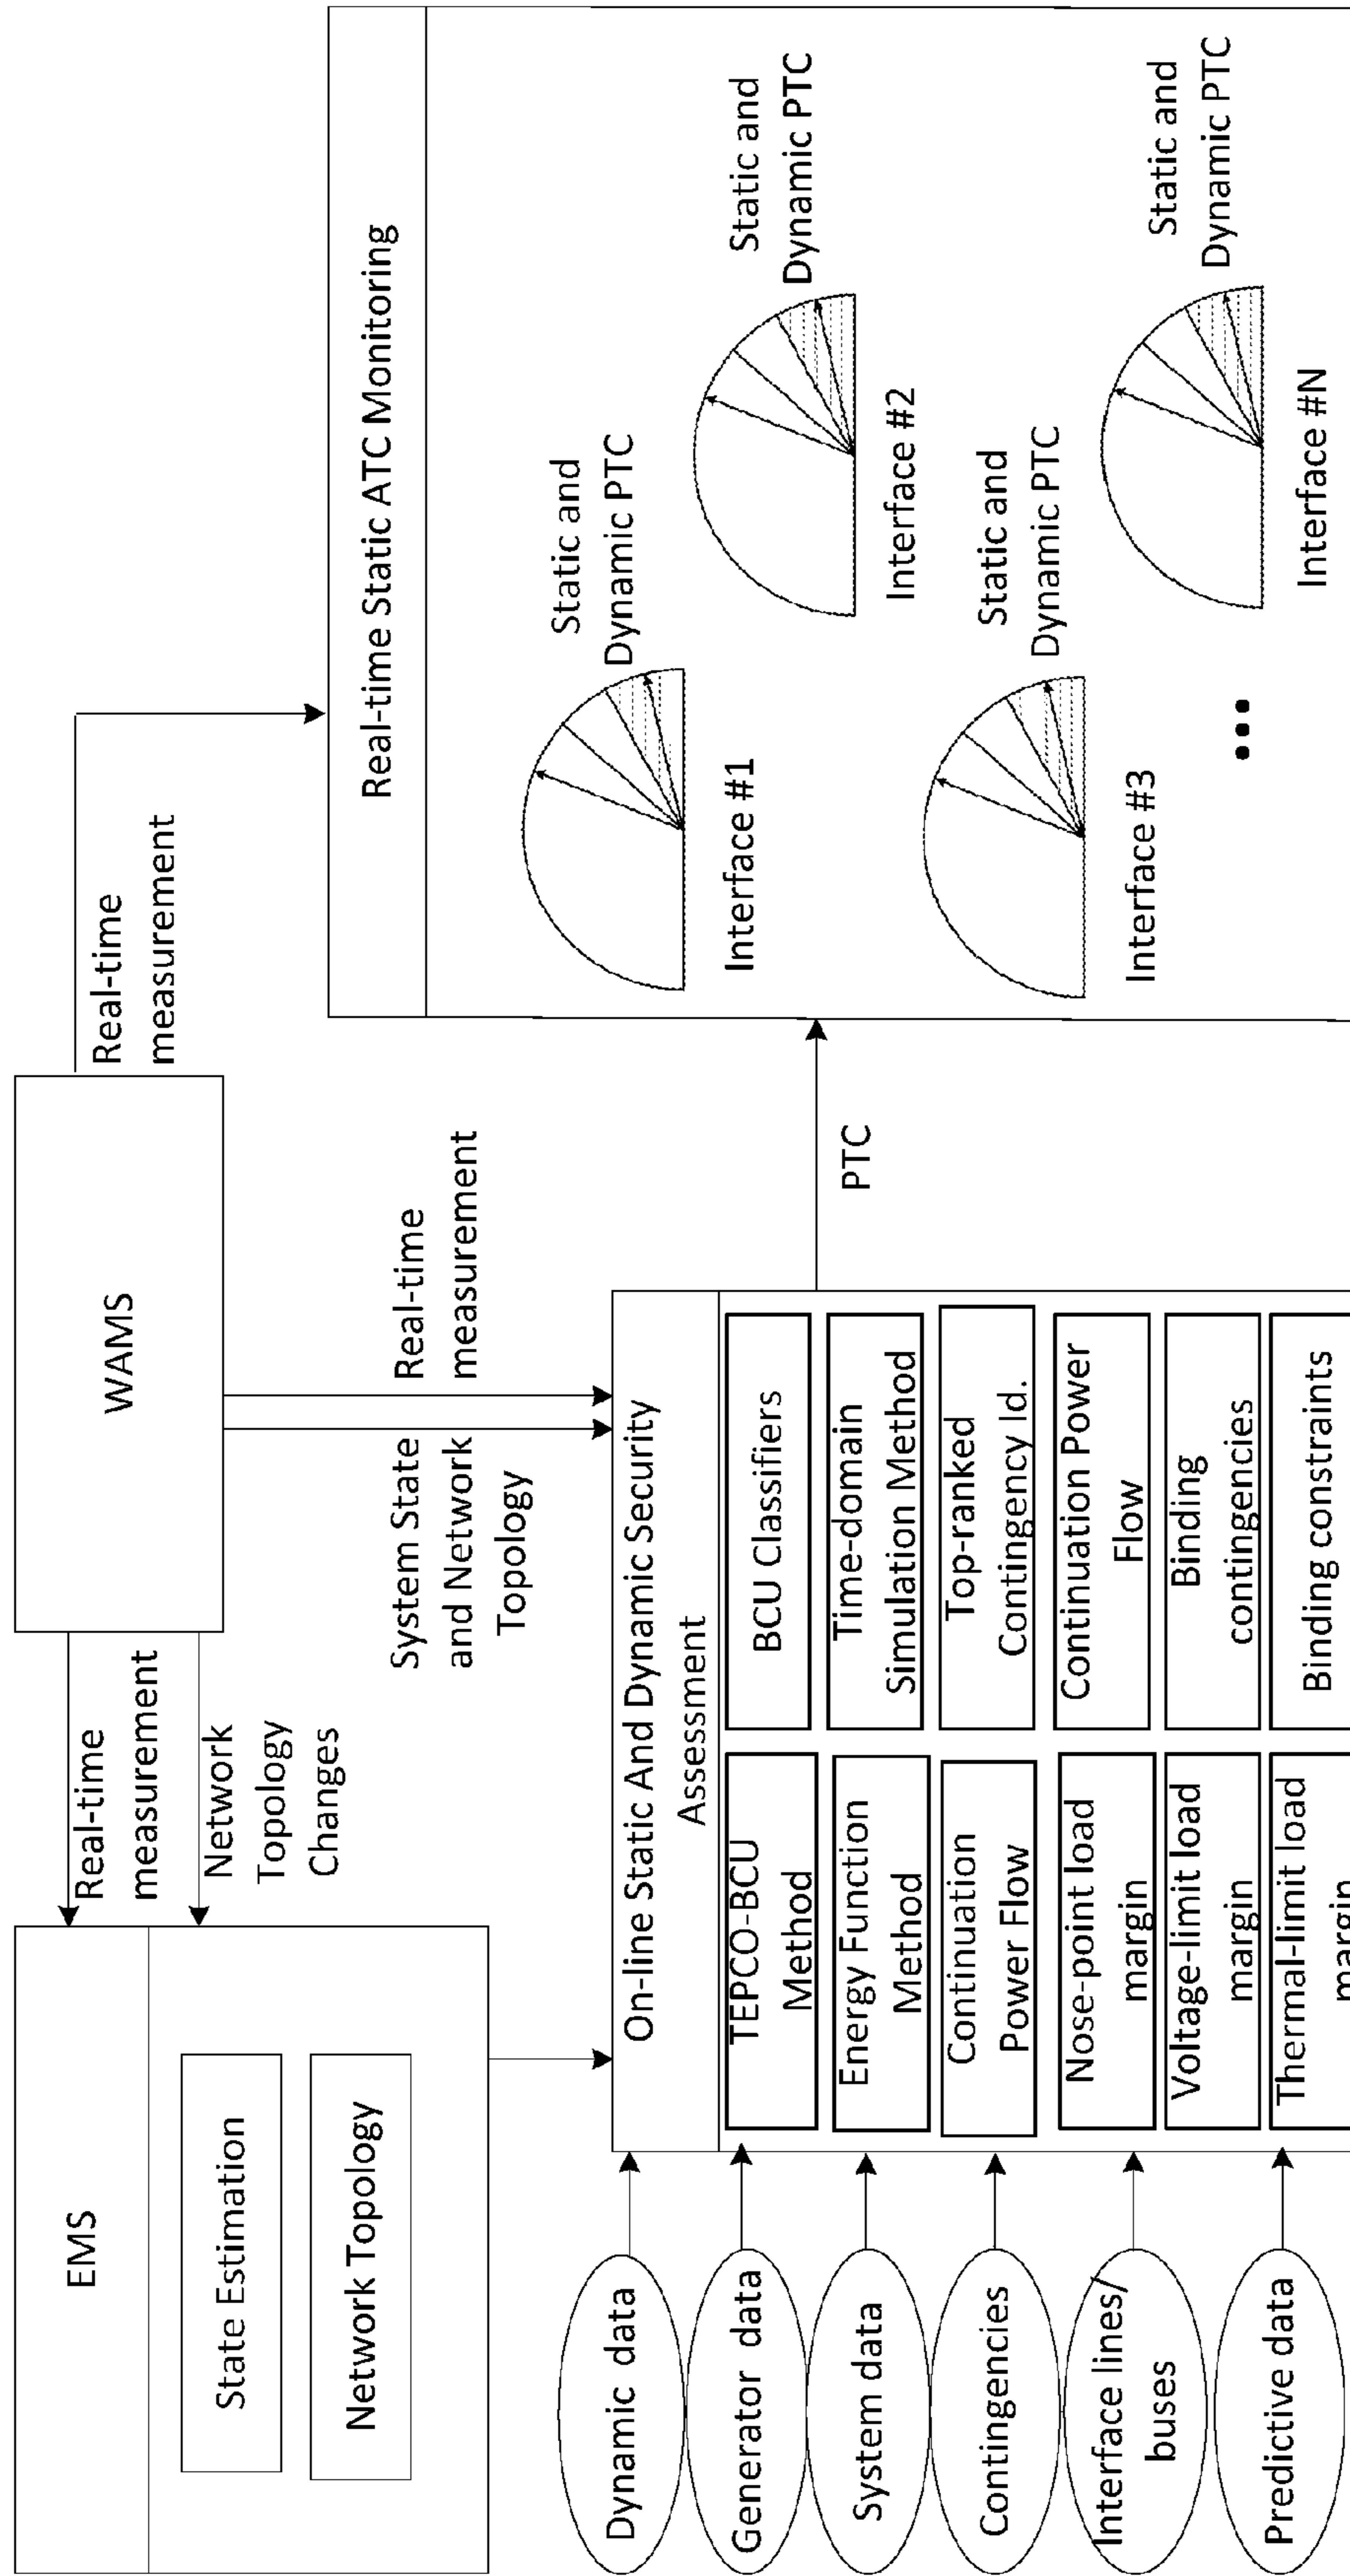 EMS
State Estimation
Network Topology
Real-time
measurement
Network
Topology
Changes
WAMS
Real-time
measurement
System State
and Network
Topology
Real-time
measurement
Dynamic data
Generator data
System data
Contingencies
Interface lines/
buses
Predictive data
On-line Static And Dynamic Security
Assessment
TEPCO-BCU
Method
BCU Classifiers
Energy Function
Method
Time-domain
Simulation Method
Continuation
Power Flow
Top-ranked
Contingency Id.
Nose-point load
margin
Continuation Power
Flow
Voltage-limit load
margin
Binding
contingencies
Thermal-limit load
margin
Binding constraints
PTC
Real-time Static ATC Monitoring
Static and
Dynamic PTC
Interface #1
Static and
Dynamic PTC
Interface #2
Static and
Dynamic PTC
Interface #3
...
Static and
Dynamic PTC
Interface #N